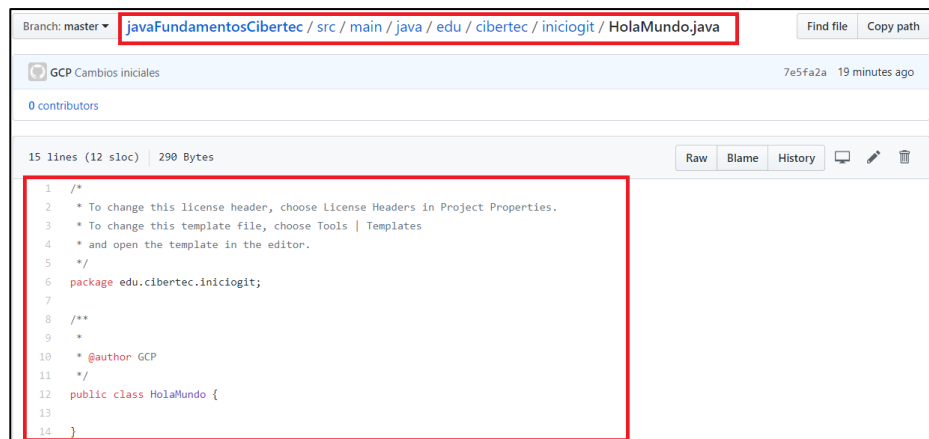 Branch: master javaFundamentosCibertec / src / main / java / edu / cibertec / iniciogit / HolaMundo.java Find file Copy path
GCP Cambios iniciales 7e5fa2a 19 minutes ago
0 contributors
15 lines (12 sloc) 290 Bytes Raw Blame History
1 /*
2 * To change this license header, choose License Headers in Project Properties.
3 * To change this template file, choose Tools | Templates
4 * and open the template in the editor.
5 */
6 package edu.cibertec.iniciogit;
7
8 /**
9 *
10 * @author GCP
11 */
12 public class HolaMundo {
13
14 }